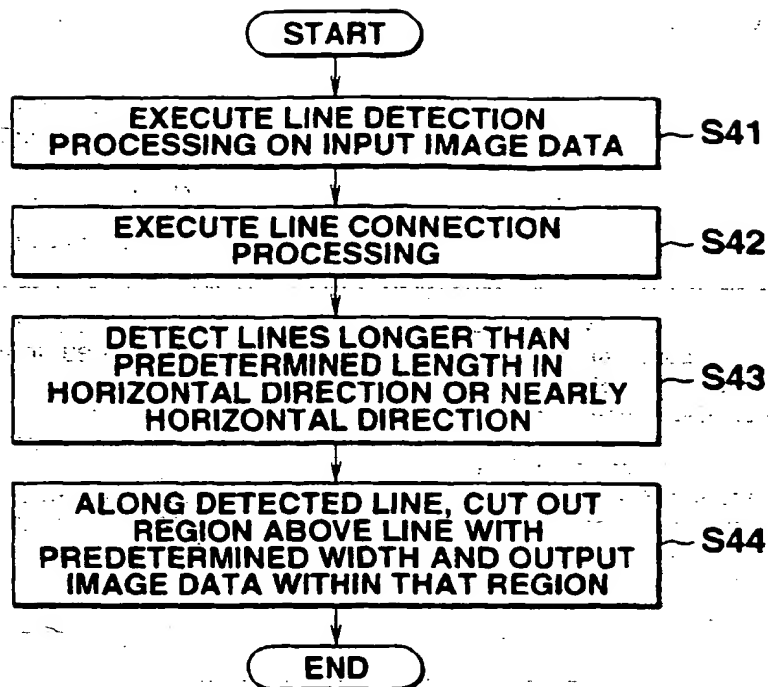 START
EXECUTE LINE DETECTION
PROCESSING ON INPUT IMAGE DATA
S41
EXECUTE LINE CONNECTION
PROCESSING
S42
DETECT LINES LONGER THAN
PREDETERMINED LENGTH IN
HORIZONTAL DIRECTION OR NEARLY
HORIZONTAL DIRECTION
S43
ALONG DETECTED LINE, CUT OUT
REGION ABOVE LINE WITH
PREDETERMINED WIDTH AND OUTPUT
IMAGE DATA WITHIN THAT REGION
S44
END